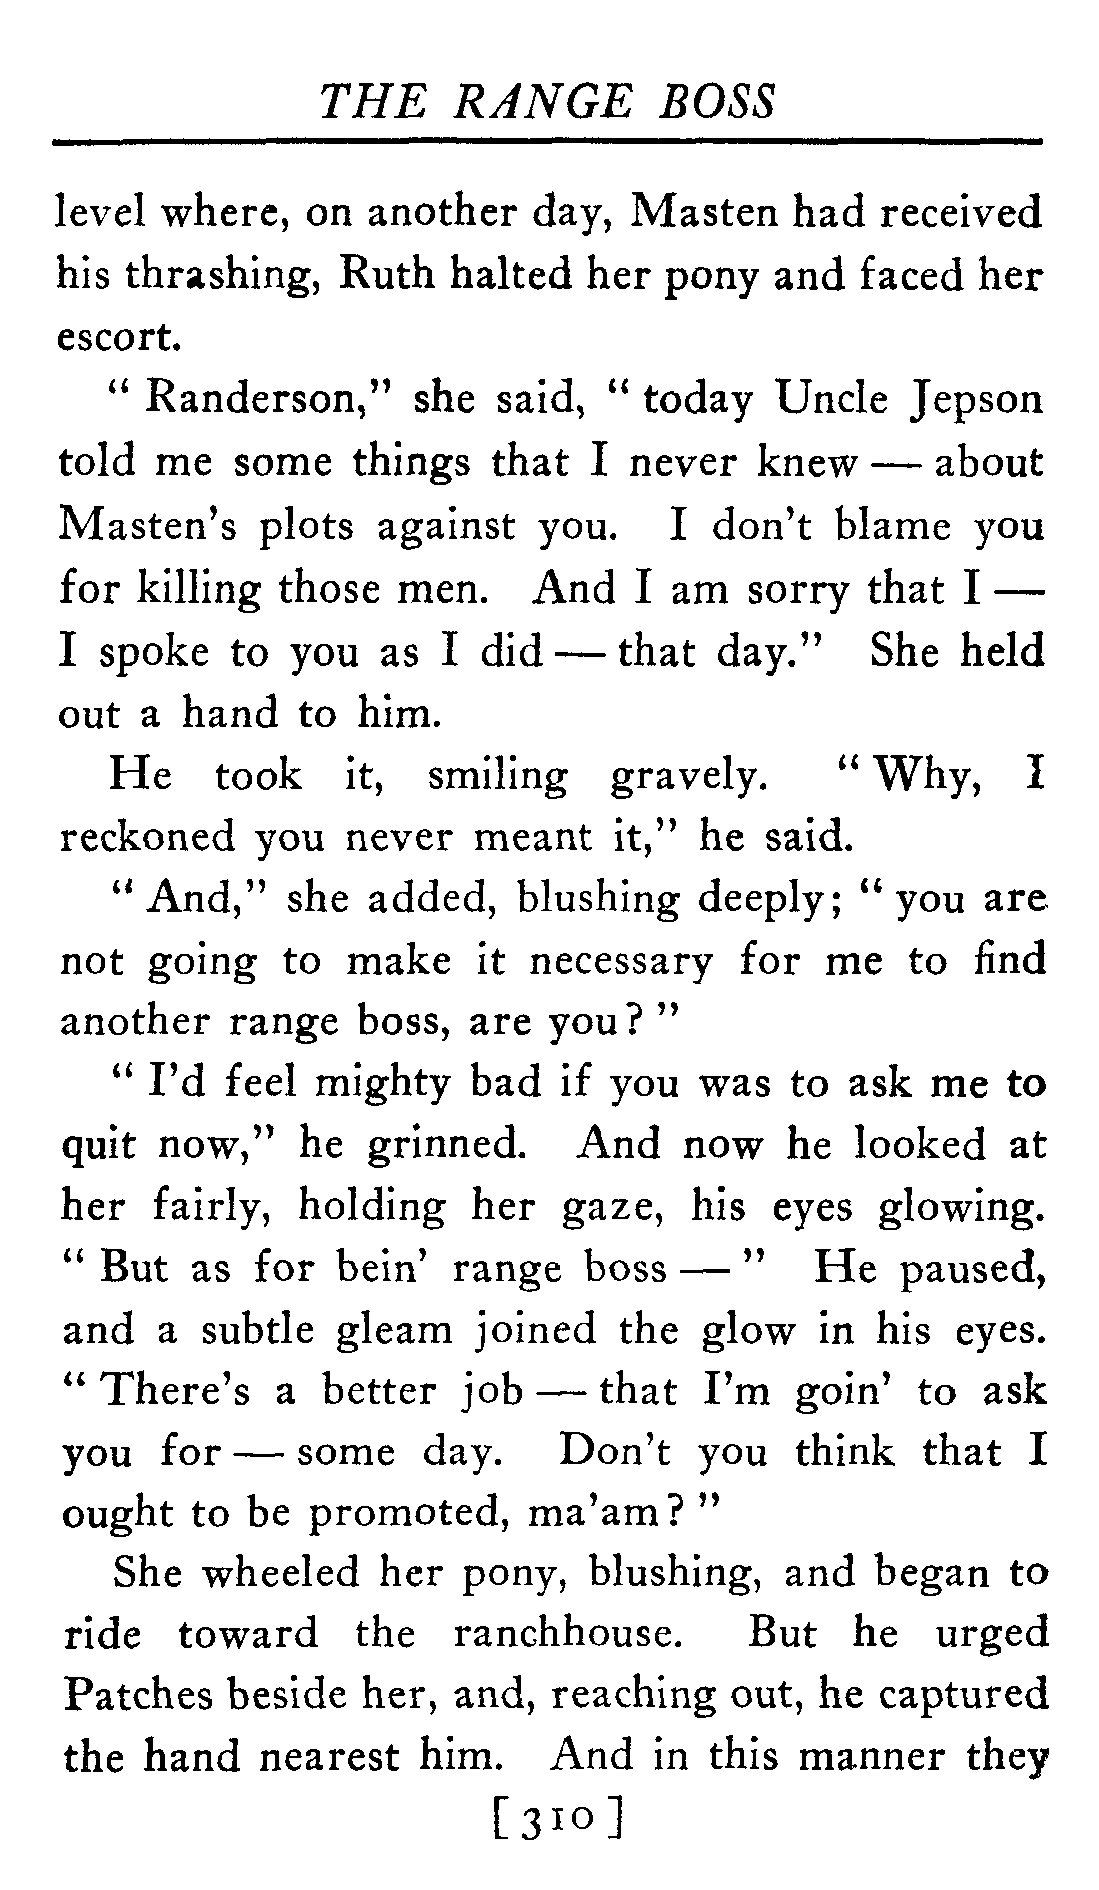 THE RANGE BOSS
level where, on another day, Masten had received
his thrashing, Ruth halted her pony and faced her
escort.
“ Randerson,” she said, “ today Uncle Jepson
told me some things that I never knew — about
Masten’s plots against you. I don’t blame you
for killing those men. And I am sorry that I —
I spoke to you as I did — that day.” She held
out a hand to him.
He took it, smiling gravely. “ Why, I
reckoned you never meant it,” he said.
“ And,” she added, blushing deeply; “ you are
not going to make it necessary for me to find
another range boss, are you? ”
“ I’d feel mighty bad if you was to ask me to
quit now,” he grinned. And now he looked at
her fairly, holding her gaze, his eyes glowing.
“ But as for bein’ range boss — ” He paused,
and a subtle gleam joined the glow in his eyes.
“ There’s a better job — that I’m goin’ to ask
you for — some day. Don’t you think that I
ought to be promoted, ma’am? ”
She wheeled her pony, blushing, and began to
ride toward the ranchhouse. But he urged
Patches beside her, and, reaching out, he captured
the hand nearest him. And in this manner they
[ 310 ]